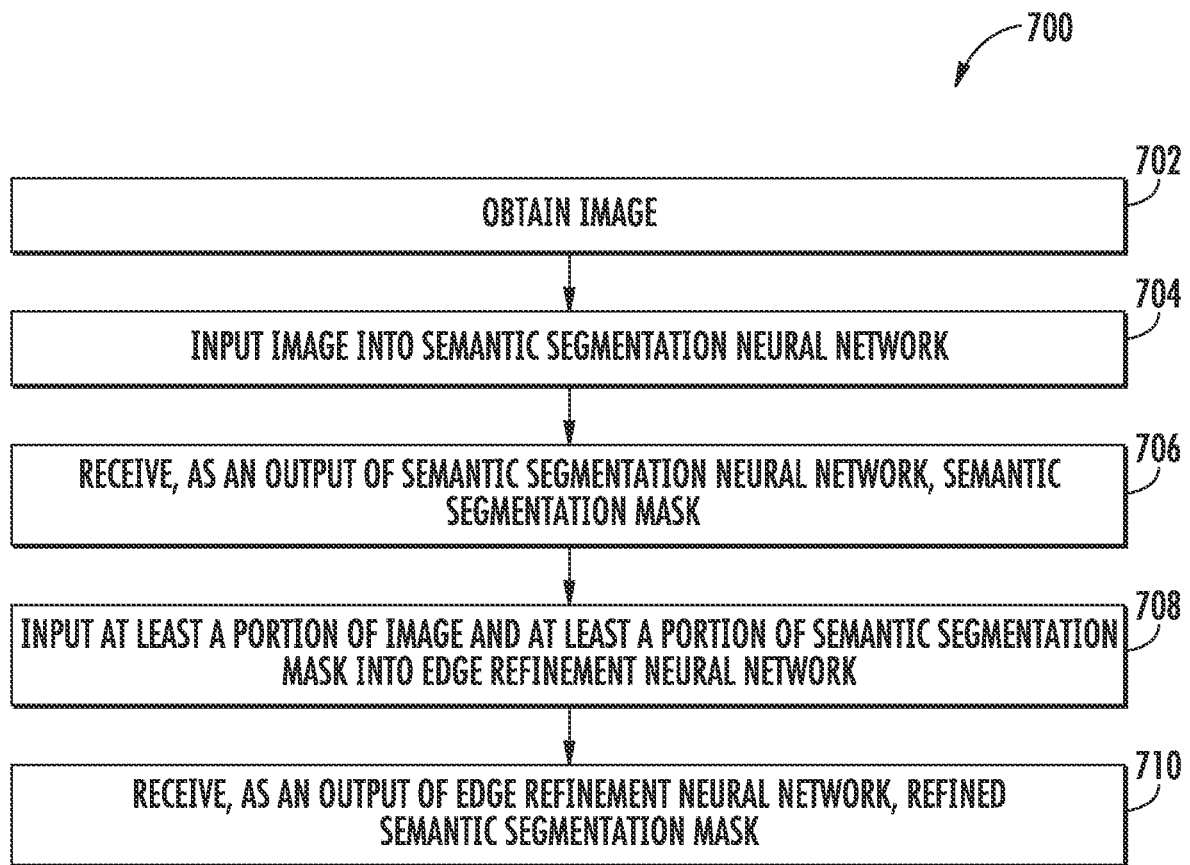 700
702
OBTAIN IMAGE
704
INPUT IMAGE INTO SEMANTIC SEGMENTATION NEURAL NETWORK
706
RECEIVE, AS AN OUTPUT OF SEMANTIC SEGMENTATION NEURAL NETWORK, SEMANTIC
SEGMENTATION MASK
708
INPUT AT LEAST A PORTION OF IMAGE AND AT LEAST A PORTION OF SEMANTIC SEGMENTATION
MASK INTO EDGE REFINEMENT NEURAL NETWORK
710
RECEIVE, AS AN OUTPUT OF EDGE REFINEMENT NEURAL NETWORK, REFINED
SEMANTIC SEGMENTATION MASK